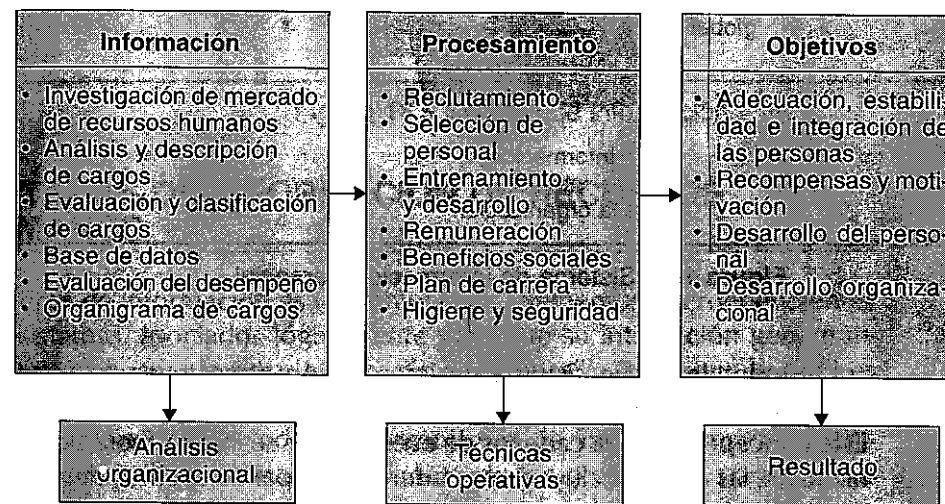 Información
• Investigación de mercado
de recursos humanos
• Análisis y descripción
de cargos
• Evaluación y clasificación
de cargos
• Base de datos
• Evaluación del desempeño
• Organigrama de cargos
Análisis
organizacional
Procesamiento
• Reclutamiento
• Selección de
personal
• Entrenamiento
y desarrollo
• Remuneración
• Beneficios sociales
• Plan de carrera
• Higiene y seguridad
Técnicas
operativas
Objetivos
• Adecuación, estabili-
dad e integración de
las personas
• Recompensas y moti-
vación
• Desarrollo del perso-
nal
• Desarrollo organiza-
cional
Resultado